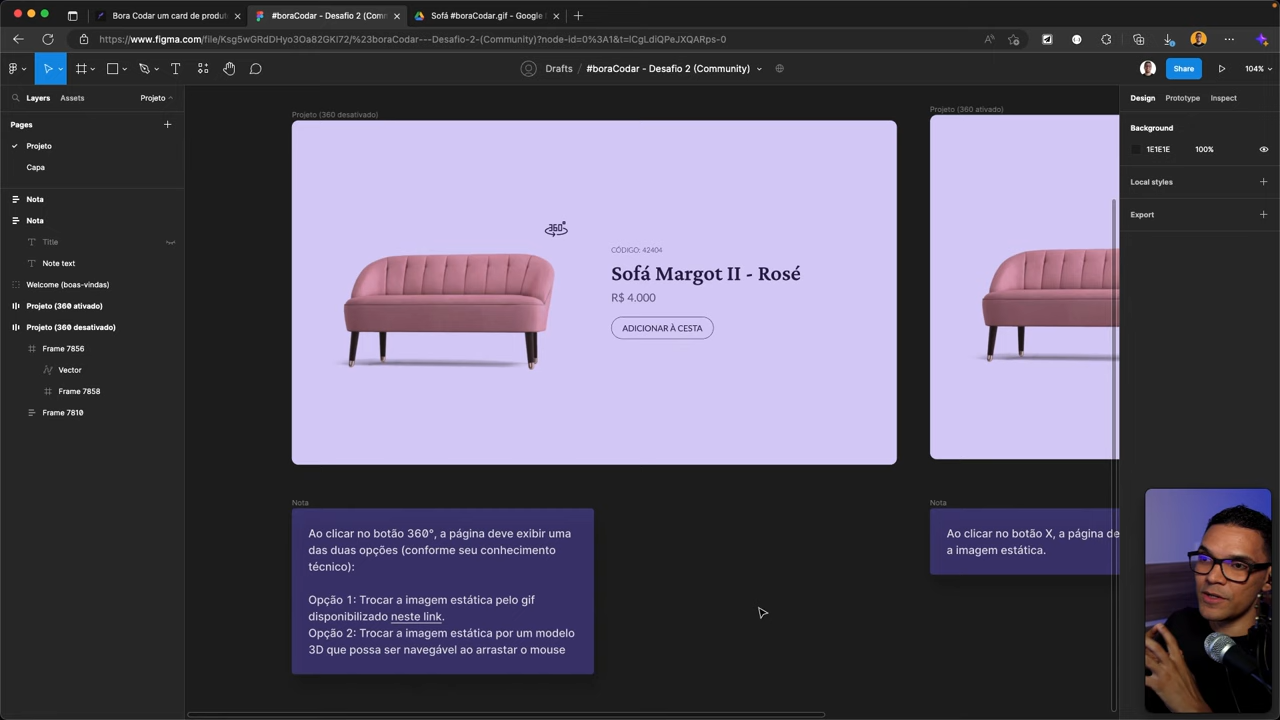 Bora Codar um card de produt
#boraCodar - Desafio 2 (Comm
Sofá #boraCodar.gif - Google
https://www.figma.com/file/Ksg5wGRdDHyo3Oa82GKI72/%23boraCodar---Desafio-2-(Community)?node-id=0%3A1&t=ICgLdiQPeJXQARps-0
Drafts
#boraCodar - Desafio 2 (Community)
Share
104%
Layers
Assets
Projeto
Pages
Projeto
Capa
Nota
Nota
Title
Note text
Welcome (boas-vindas)
Projeto (360 ativado)
Projeto (360 desativado)
Frame 7856
Vector
Frame 7858
Frame 7810
Projeto (360 desativado)
360°
CÓDIGO: 42404
Sofá Margot II - Rosé
R$ 4.000
ADICIONAR À CESTA
Nota
Ao clicar no botão 360°, a página deve exibir uma
das duas opções (conforme seu conhecimento
técnico):
Opção 1: Trocar a imagem estática pelo gif
disponibilizado neste link.
Opção 2: Trocar a imagem estática por um modelo
3D que possa ser navegável ao arrastar o mouse
Projeto (360 ativado)
Nota
Ao clicar no botão X, a página de
a imagem estática.
Design
Prototype
Inspect
Background
1E1E1E
100%
Local styles
Export